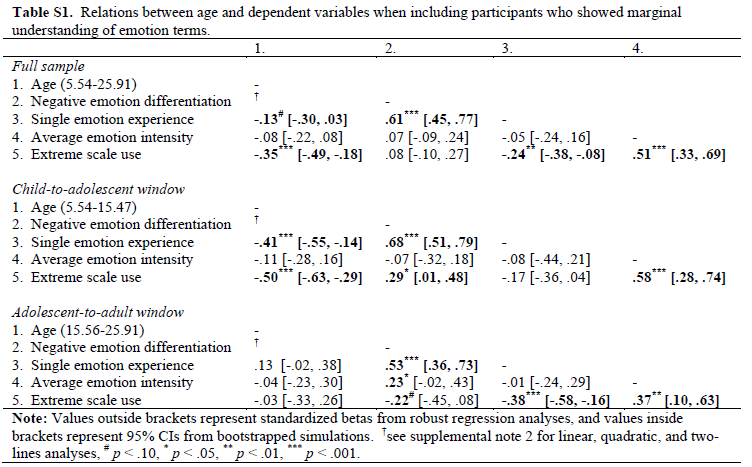 Table S1. Relations between age and dependent variables when including participants who showed marginal
understanding of emotion terms.
1. 2. 3. 4.
Full sample
1. Age (5.54-25.91) -
2. Negative emotion differentiation † -
3. Single emotion experience -.13# [-.30, .03] .61*** [.45, .77] -
4. Average emotion intensity -.08 [-.22, .08] .07 [-.09, .24] -.05 [-.24, .16] -
5. Extreme scale use -.35*** [-.49, -.18] .08 [-.10, .27] -.24** [-.38, -.08] .51*** [.33, .69]
Child-to-adolescent window
1. Age (5.54-15.47) -
2. Negative emotion differentiation † -
3. Single emotion experience -.41*** [-.55, -.14] .68*** [.51, .79] -
4. Average emotion intensity -.11 [-.28, .16] -.07 [-.32, .18] -.08 [-.44, .21] -
5. Extreme scale use -.50*** [-.63, -.29] .29* [.01, .48] -.17 [-.36, .04] .58*** [.28, .74]
Adolescent-to-adult window
1. Age (15.56-25.91) -
2. Negative emotion differentiation † -
3. Single emotion experience .13 [-.02, .38] .53*** [.36, .73] -
4. Average emotion intensity -.04 [-.23, .30] .23* [-.02, .43] -.01 [-.24, .29] -
5. Extreme scale use -.03 [-.33, .26] -.22# [-.45, .08] -.38*** [-.58, -.16] .37** [.10, .63]
Note: Values outside brackets represent standardized betas from robust regression analyses, and values inside
brackets represent 95% CIs from bootstrapped simulations. †see supplemental note 2 for linear, quadratic, and two-
lines analyses, # p < .10, * p < .05, ** p < .01, *** p < .001.